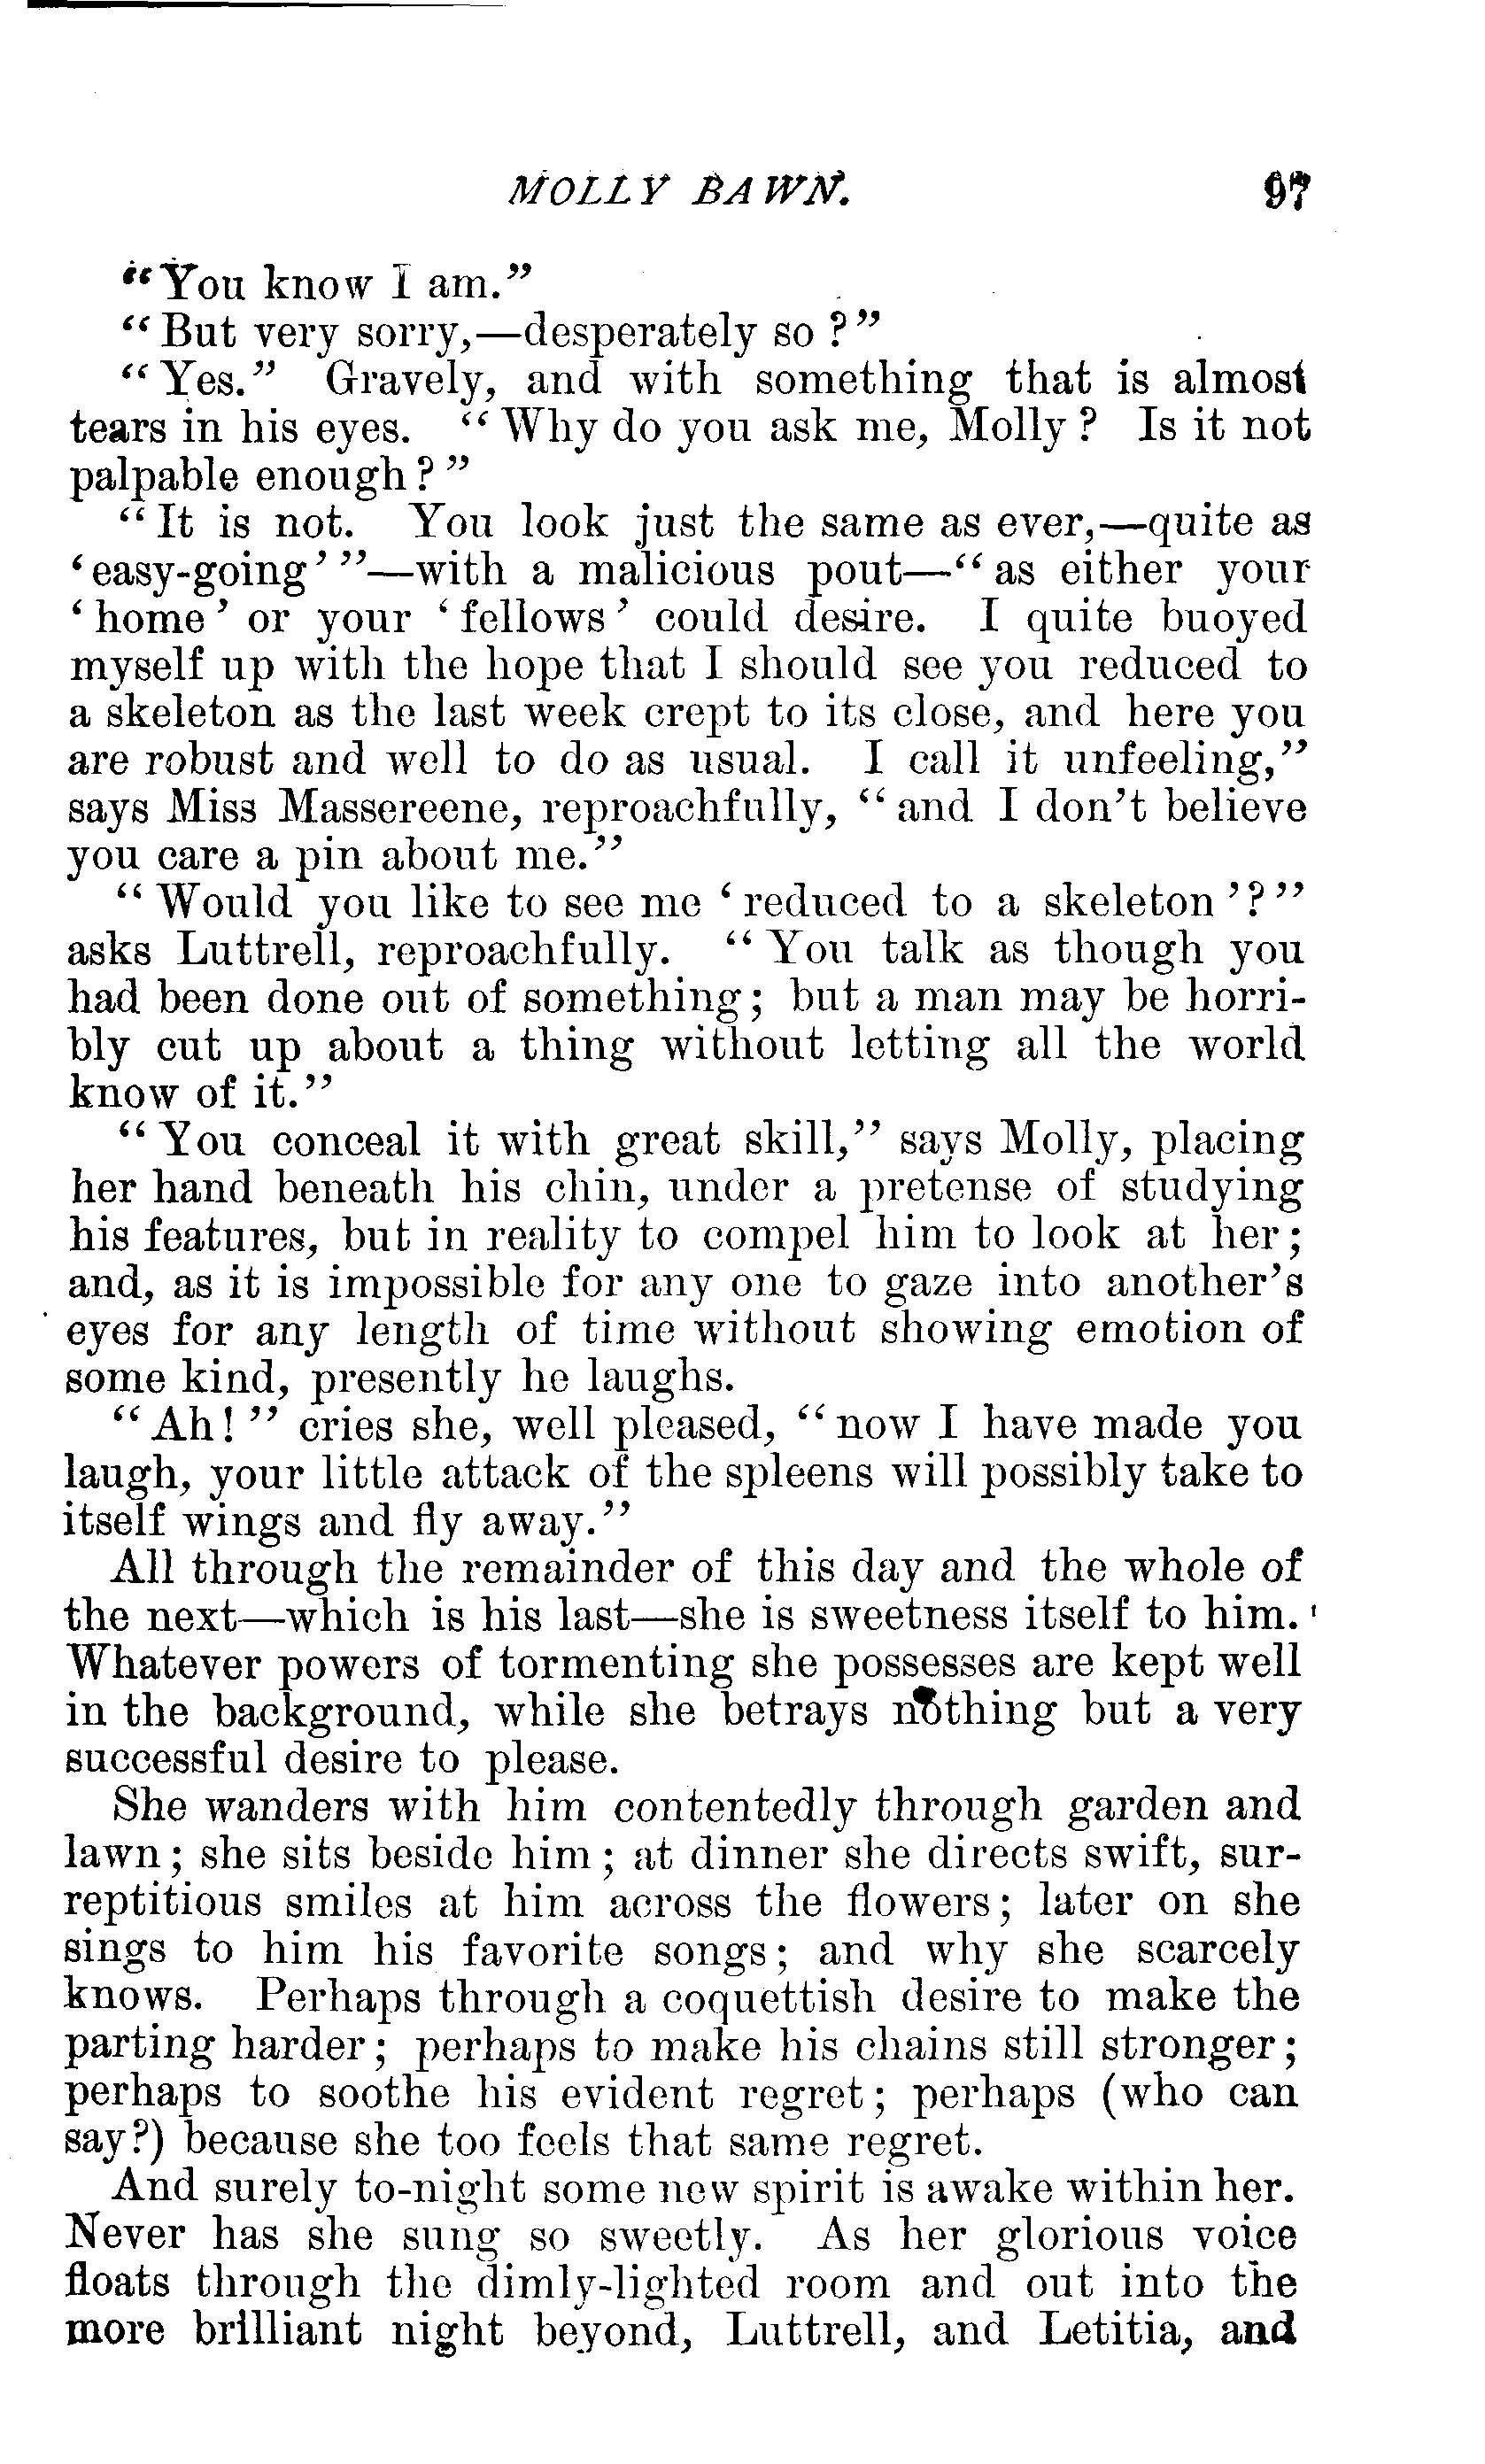 MOLLY BAWN. 97
"You know I am."
"But very sorry,—desperately so?"
"Yes." Gravely, and with something that is almost
tears in his eyes. "Why do you ask me, Molly? Is it not
palpable enough?"
"It is not. You look just the same as ever,—quite as
'easy-going'"—with a malicious pout—"as either your
'home' or your 'fellows' could desire. I quite buoyed
myself up with the hope that I should see you reduced to
a skeleton as the last week crept to its close, and here you
are robust and well to do as usual. I call it unfeeling,"
says Miss Massereene, reproachfully, "and I don't believe
you care a pin about me."
"Would you like to see me 'reduced to a skeleton'?"
asks Luttrell, reproachfully. "You talk as though you
had been done out of something; but a man may be horri-
bly cut up about a thing without letting all the world
know of it."
"You conceal it with great skill," says Molly, placing
her hand beneath his chin, under a pretense of studying
his features, but in reality to compel him to look at her;
and, as it is impossible for any one to gaze into another's
eyes for any length of time without showing emotion of
some kind, presently he laughs.
"Ah!" cries she, well pleased, "now I have made you
laugh, your little attack of the spleens will possibly take to
itself wings and fly away."
All through the remainder of this day and the whole of
the next—which is his last—she is sweetness itself to him.
Whatever powers of tormenting she possesses are kept well
in the background, while she betrays nothing but a very
successful desire to please.
She wanders with him contentedly through garden and
lawn; she sits beside him; at dinner she directs swift, sur-
reptitious smiles at him across the flowers; later on she
sings to him his favorite songs; and why she scarcely
knows. Perhaps through a coquettish desire to make the
parting harder; perhaps to make his chains still stronger;
perhaps to soothe his evident regret; perhaps (who can
say?) because she too feels that same regret.
And surely to-night some new spirit is awake within her.
Never has she sung so sweetly. As her glorious voice
floats through the dimly-lighted room and out into the
more brilliant night beyond, Luttrell, and Letitia, and